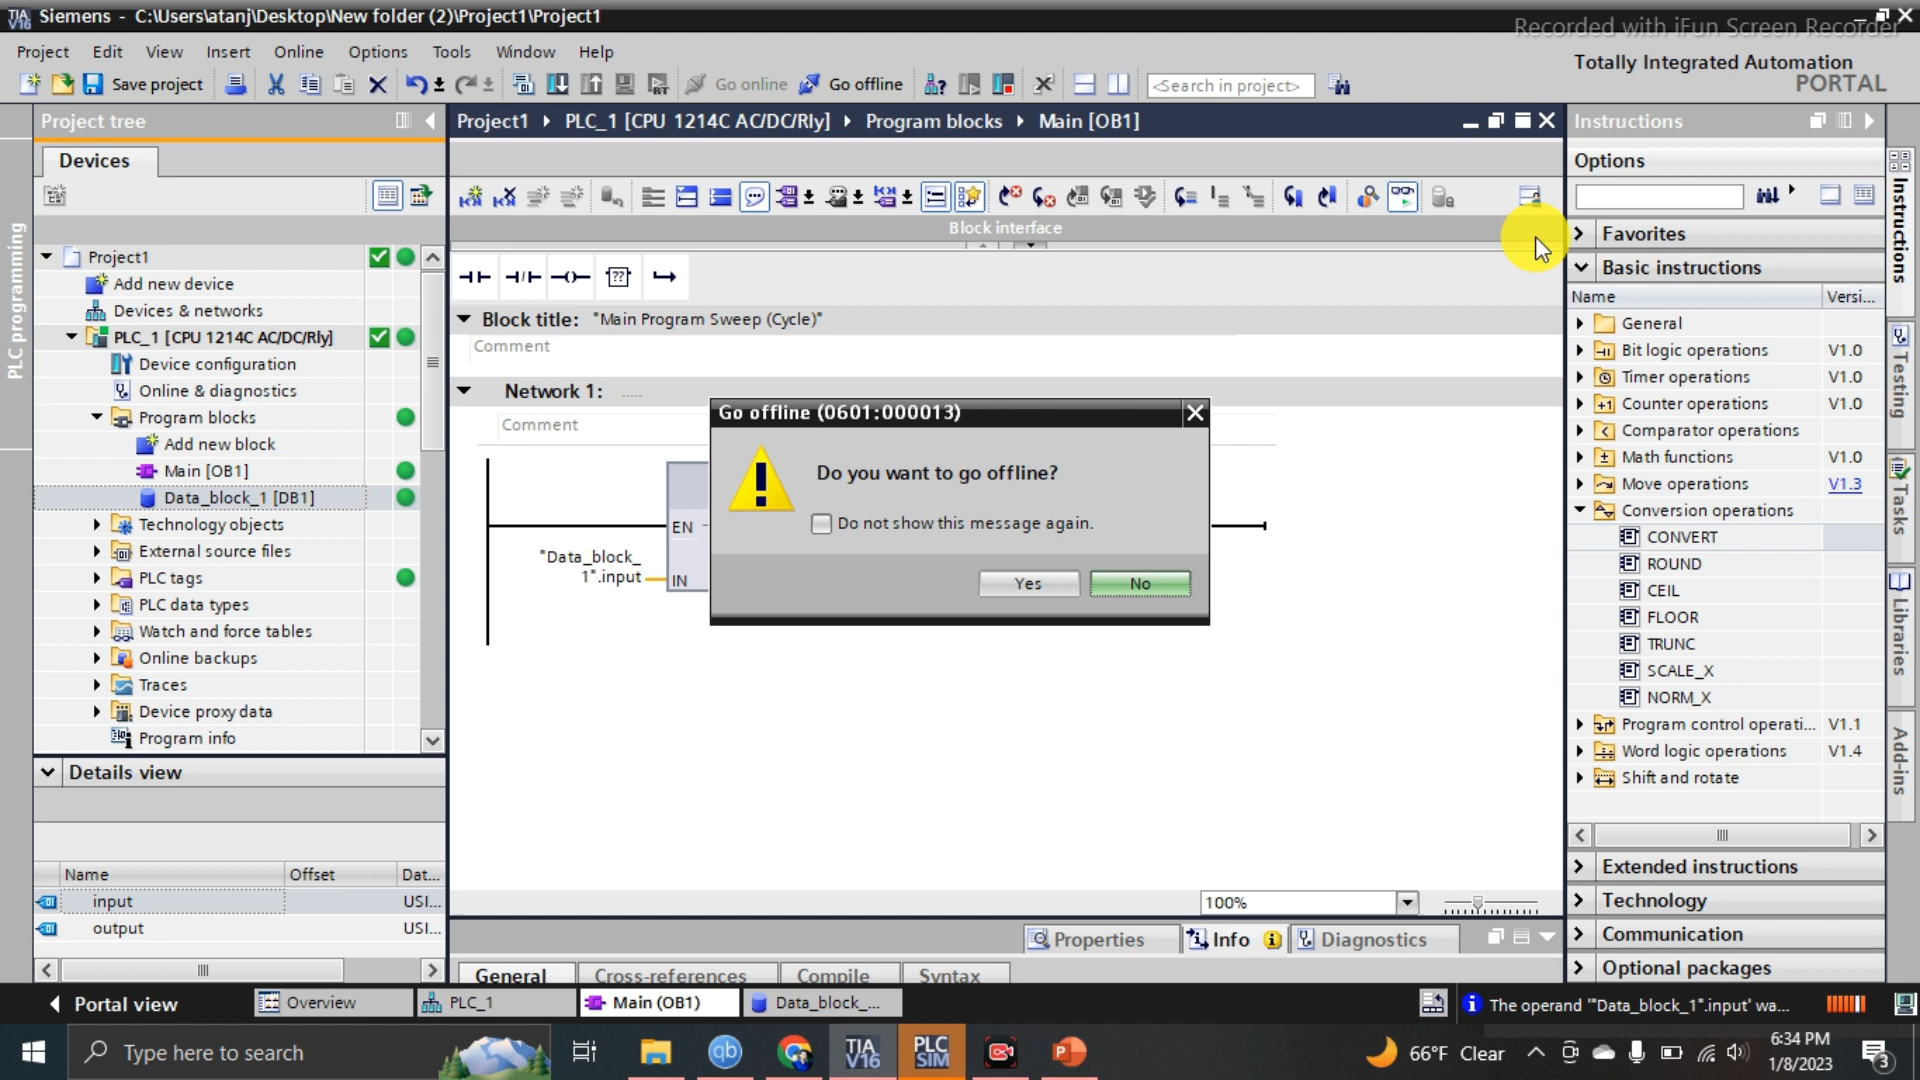 Siemens - C:\Users\atanj\Desktop\New folder (2)\Project1\Project1
Recorded with iFun Screen Recorder
Project Edit View Insert Online Options Tools Window Help
Totally Integrated Automation
PORTAL
Save project
Go online
Go offline
<Search in project>
Project tree
Project1 ▸ PLC_1 [CPU 1214C AC/DC/Rly] ▸ Program blocks ▸ Main [OB1]
Instructions
Devices
Options
PLC programming
Block interface
Project1
Add new device
Devices & networks
PLC_1 [CPU 1214C AC/DC/Rly]
Device configuration
Online & diagnostics
Program blocks
Add new block
Main [OB1]
Data_block_1 [DB1]
Technology objects
External source files
PLC tags
PLC data types
Watch and force tables
Online backups
Traces
Device proxy data
Program info
Details view
Name Offset Dat...
input USI...
output USI...
??
Block title: "Main Program Sweep (Cycle)"
Comment
Network 1: .....
Comment
EN
"Data_block_
1".input
IN
Go offline (0601:000013)
Do you want to go offline?
Do not show this message again.
Yes
No
100%
Properties
Info
Diagnostics
General
Cross-references
Compile
Syntax
Favorites
Basic instructions
Name Versi...
General
Bit logic operations V1.0
Timer operations V1.0
Counter operations V1.0
Comparator operations
Math functions V1.0
Move operations V1.3
Conversion operations
CONVERT
ROUND
CEIL
FLOOR
TRUNC
SCALE_X
NORM_X
Program control operati... V1.1
Word logic operations V1.4
Shift and rotate
Extended instructions
Technology
Communication
Optional packages
Instructions
Testing
Tasks
Libraries
Add-ins
Portal view
Overview
PLC_1
Main (OB1)
Data_block_...
The operand '"Data_block_1".input' wa...
Type here to search
qb
TIA
V16
PLC
SIM
66°F Clear
6:34 PM
1/8/2023
3